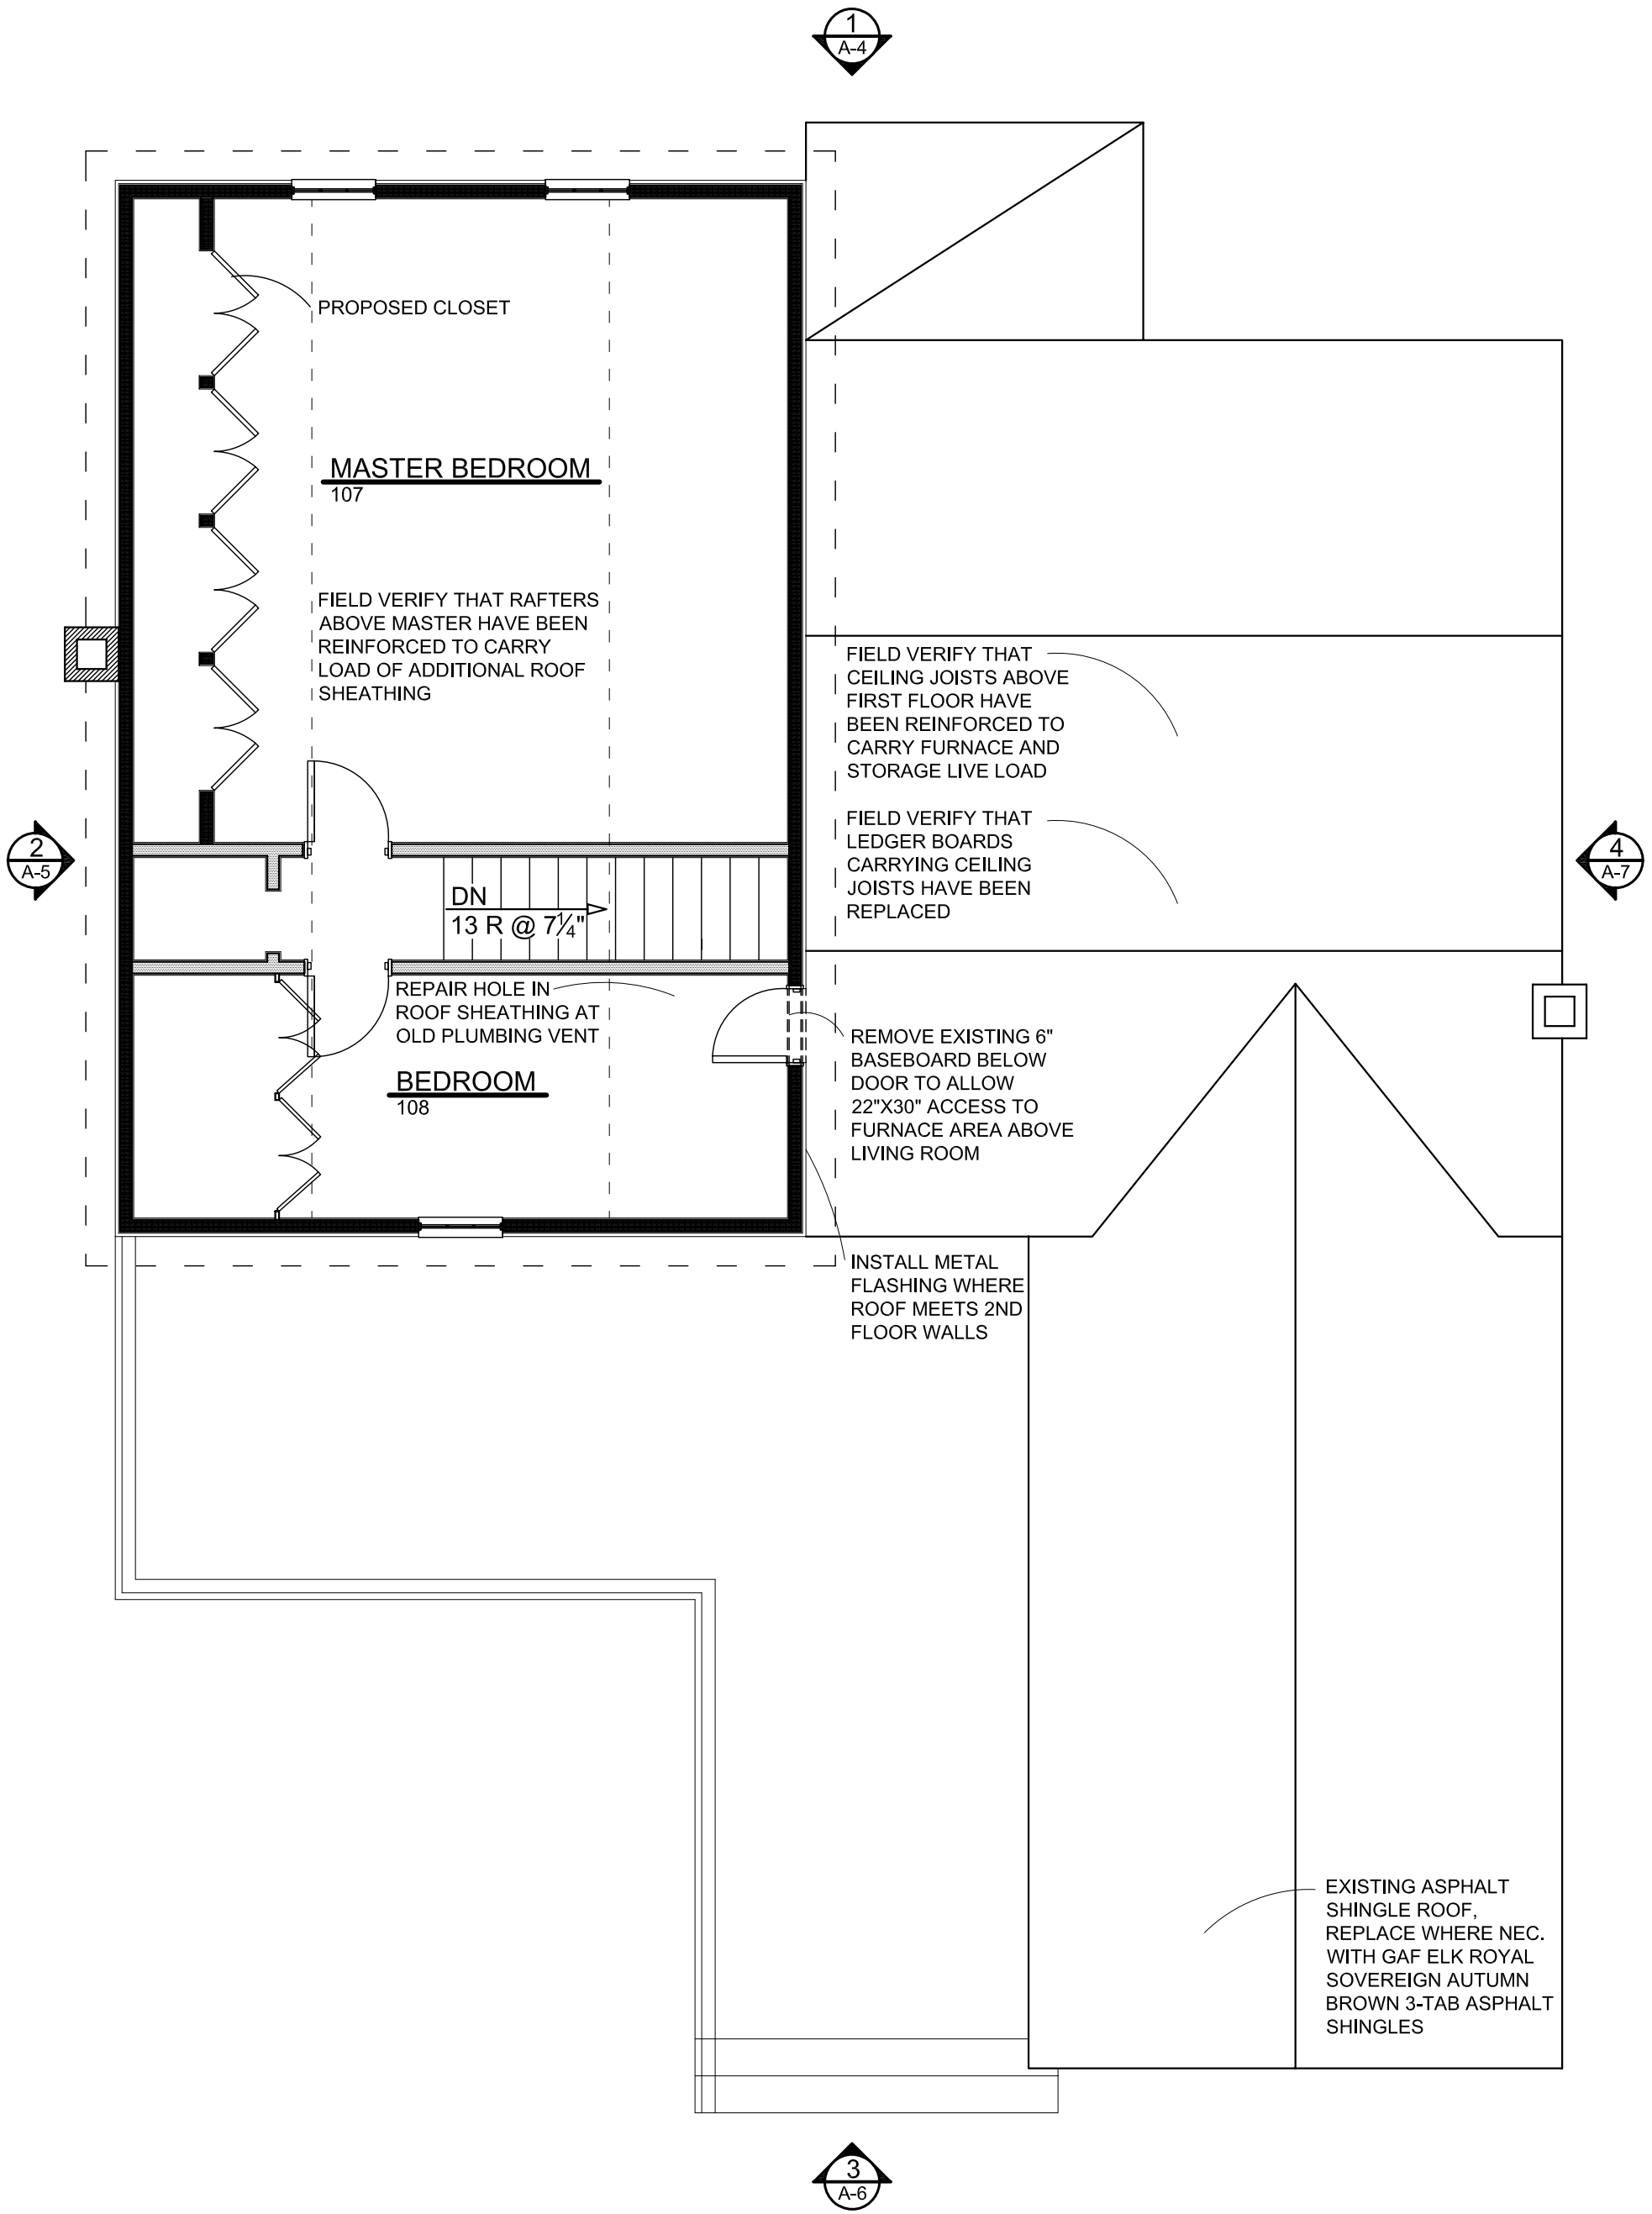 1
A-4
PROPOSED CLOSET
MASTER BEDROOM
107
FIELD VERIFY THAT RAFTERS
ABOVE MASTER HAVE BEEN
REINFORCED TO CARRY
LOAD OF ADDITIONAL ROOF
SHEATHING
FIELD VERIFY THAT
CEILING JOISTS ABOVE
FIRST FLOOR HAVE
BEEN REINFORCED TO
CARRY FURNACE AND
STORAGE LIVE LOAD
FIELD VERIFY THAT
LEDGER BOARDS
CARRYING CEILING
JOISTS HAVE BEEN
REPLACED
2
A-5
4
A-7
DN
13 R @ 7¼"
REPAIR HOLE IN
ROOF SHEATHING AT
OLD PLUMBING VENT
BEDROOM
108
REMOVE EXISTING 6"
BASEBOARD BELOW
DOOR TO ALLOW
22"X30" ACCESS TO
FURNACE AREA ABOVE
LIVING ROOM
INSTALL METAL
FLASHING WHERE
ROOF MEETS 2ND
FLOOR WALLS
EXISTING ASPHALT
SHINGLE ROOF,
REPLACE WHERE NEC.
WITH GAF ELK ROYAL
SOVEREIGN AUTUMN
BROWN 3-TAB ASPHALT
SHINGLES
3
A-6